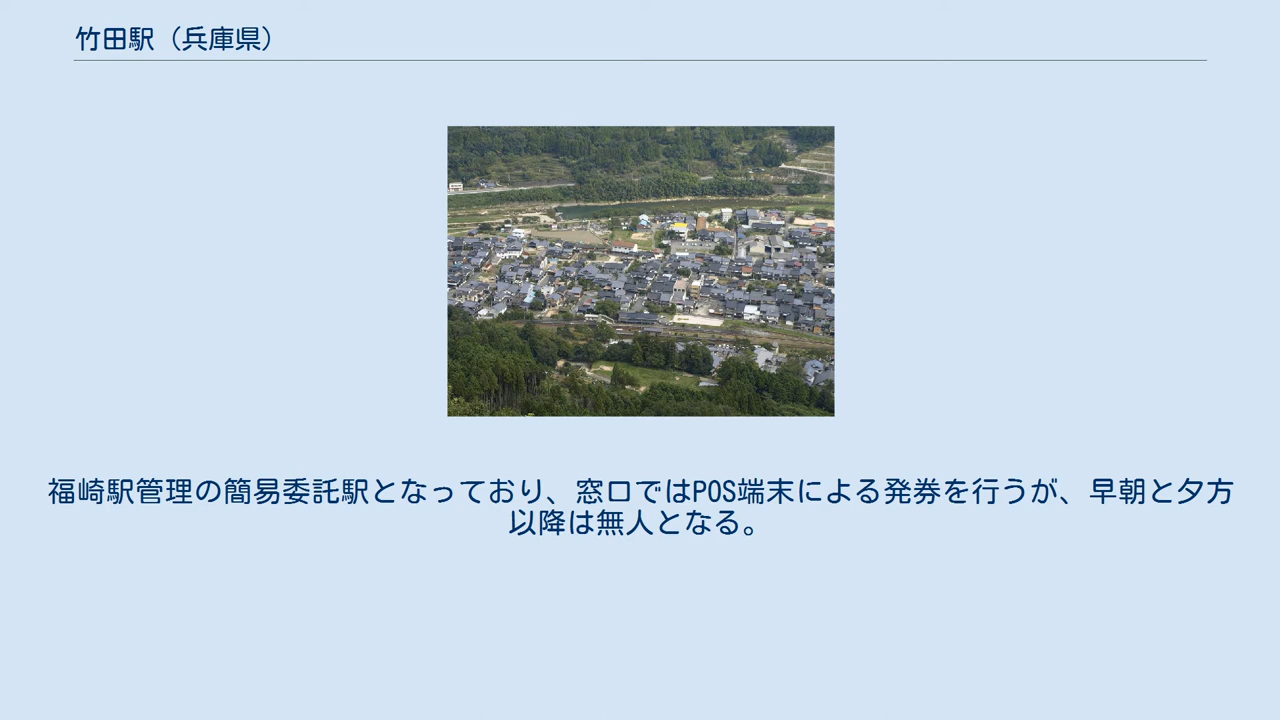 竹田駅（兵庫県）
福崎駅管理の簡易委託駅となっており、窓口ではPOS端末による発券を行うが、早朝と夕方
以降は無人となる。